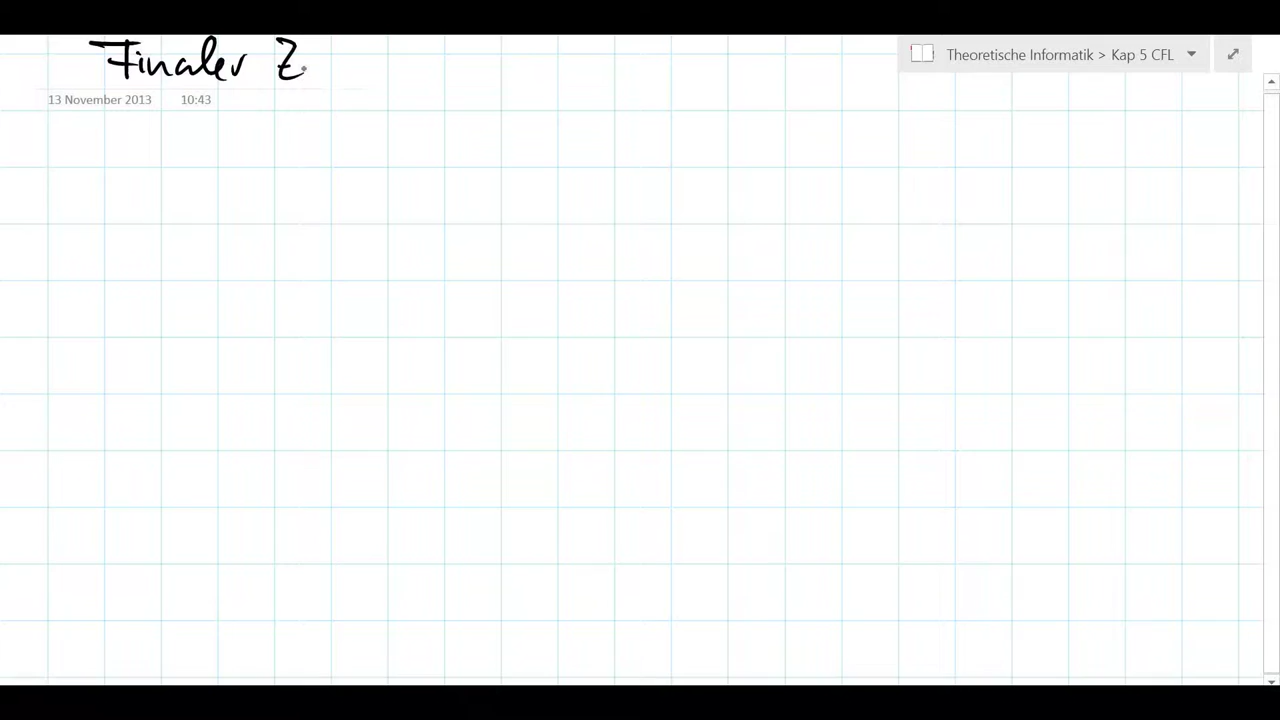 Finaler Z
Theoretische Informatik > Kap 5 CFL
13 November 2013 10:43